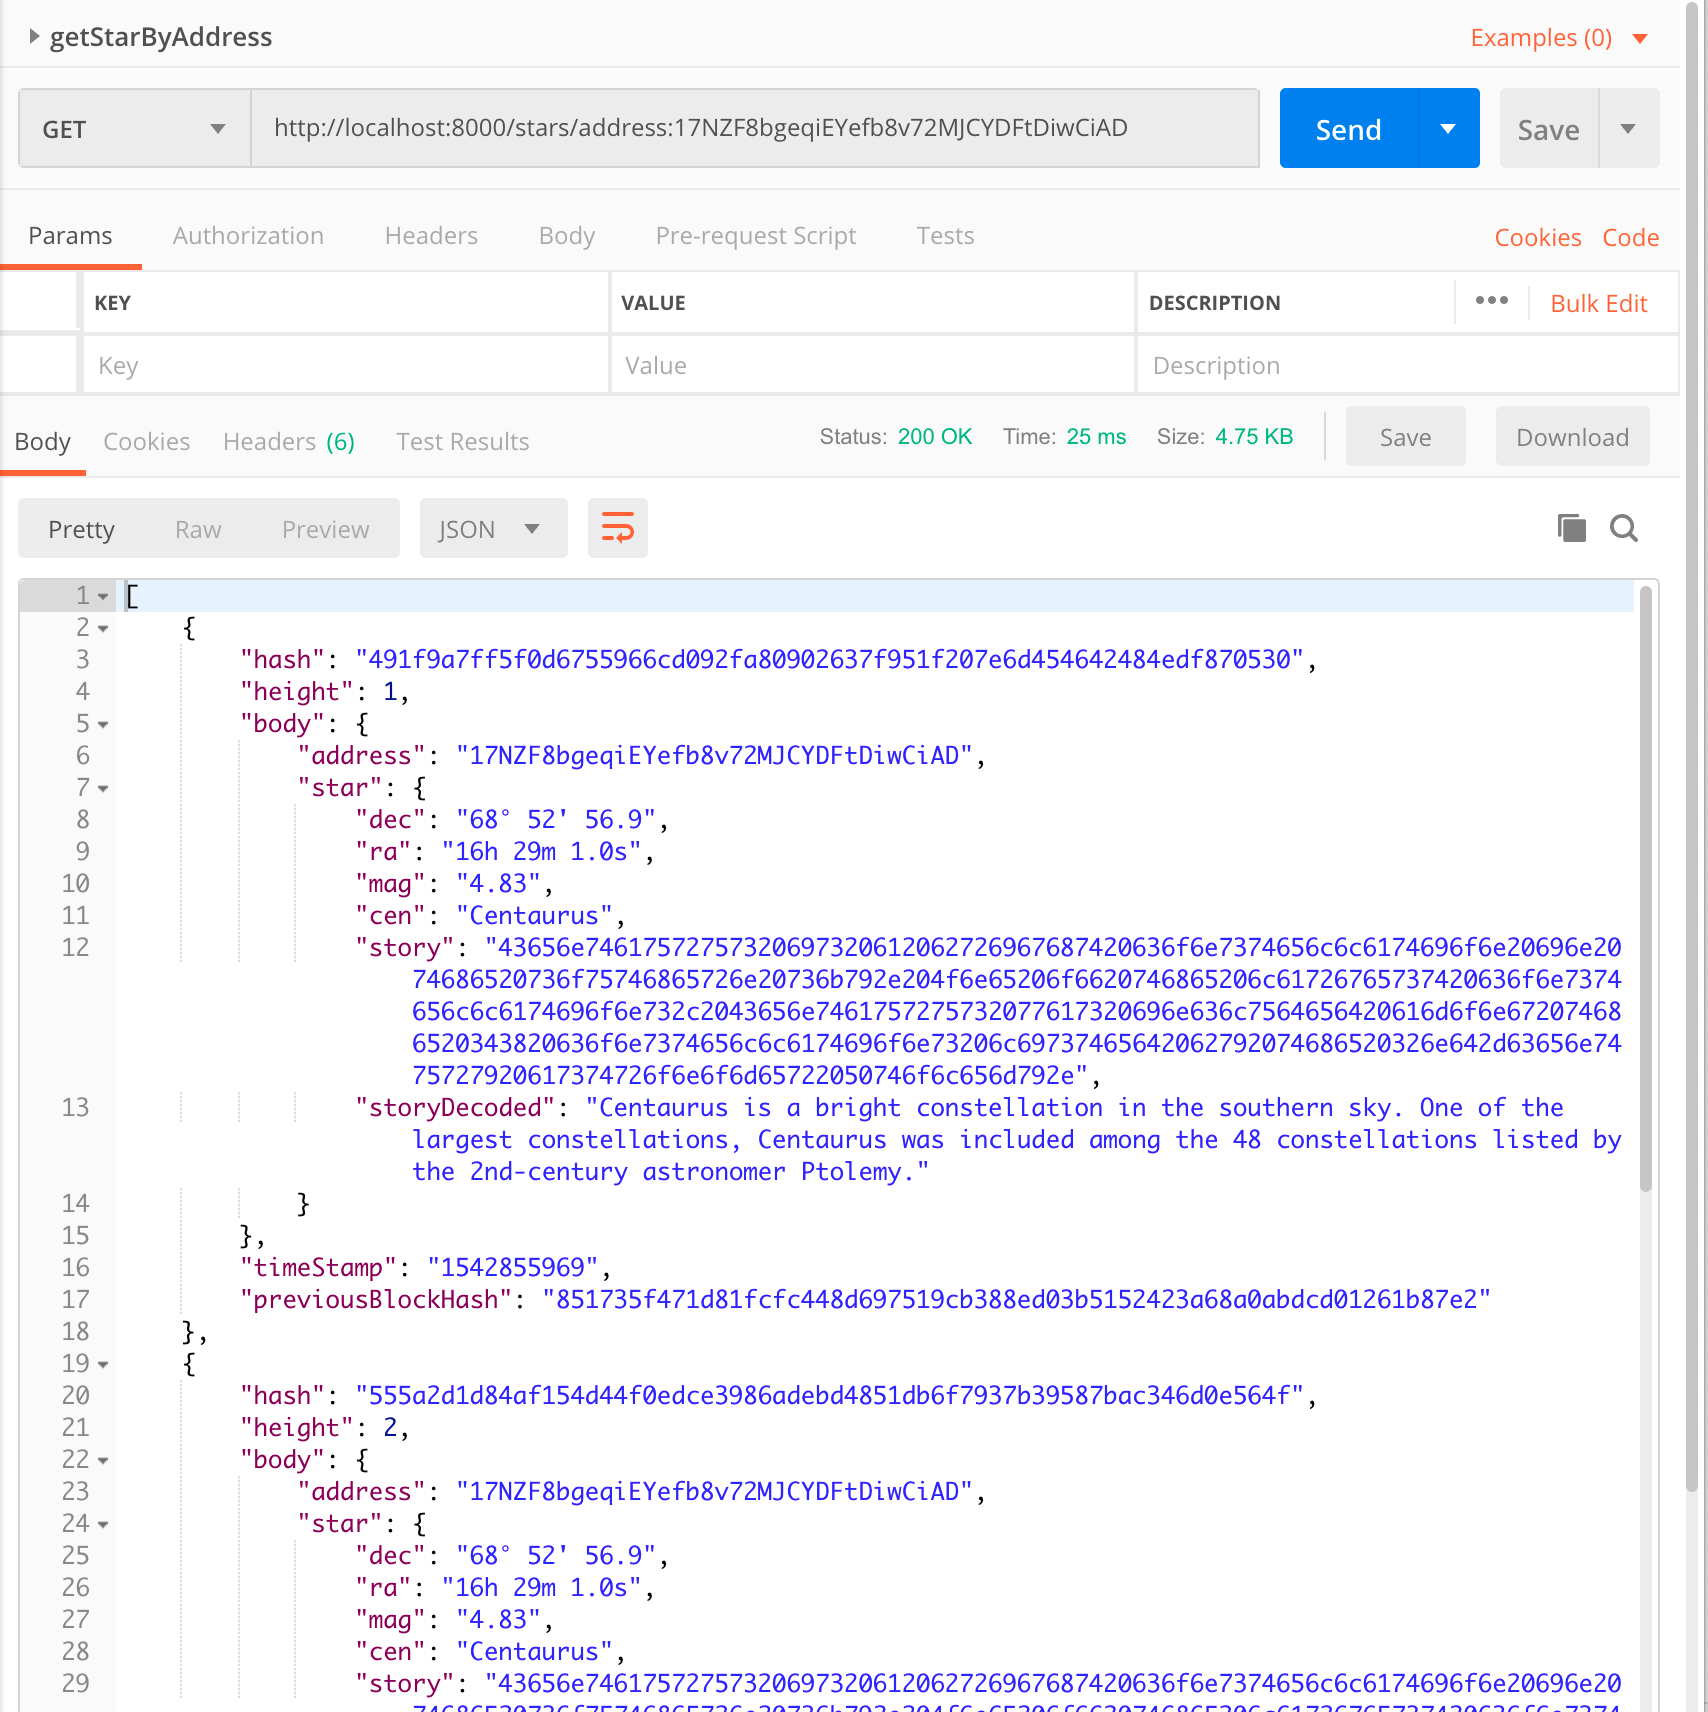 getStarByAddress
Examples (0)
GET
http://localhost:8000/stars/address:17NZF8bgeqiEYefb8v72MJCYDFtDiwCiAD
Send
Save
Params Authorization Headers Body Pre-request Script Tests Cookies Code
KEY VALUE DESCRIPTION ••• Bulk Edit
Key Value Description
Body Cookies Headers (6) Test Results Status: 200 OK Time: 25 ms Size: 4.75 KB Save Download
Pretty Raw Preview JSON
1 [
2 {
3 "hash": "491f9a7ff5f0d6755966cd092fa80902637f951f207e6d454642484edf870530",
4 "height": 1,
5 "body": {
6 "address": "17NZF8bgeqiEYefb8v72MJCYDFtDiwCiAD",
7 "star": {
8 "dec": "68° 52' 56.9",
9 "ra": "16h 29m 1.0s",
10 "mag": "4.83",
11 "cen": "Centaurus",
12 "story": "43656e74617572757320697320612062726967687420636f6e7374656c6c6174696f6e20696e20
74686520736f75746865726e20736b792e204f6e65206f6620746865206c61726765737420636f6e7374
656c6c6174696f6e732c2043656e7461757275732077617320696e636c7564656420616d6f6e67207468
6520343820636f6e7374656c6c6174696f6e73206c69737465642062792074686520326e642d63656e74
75727920617374726f6e6f6d65722050746f6c656d792e",
13 "storyDecoded": "Centaurus is a bright constellation in the southern sky. One of the
largest constellations, Centaurus was included among the 48 constellations listed by
the 2nd-century astronomer Ptolemy."
14 }
15 },
16 "timeStamp": "1542855969",
17 "previousBlockHash": "851735f471d81fcfc448d697519cb388ed03b5152423a68a0abdcd01261b87e2"
18 },
19 {
20 "hash": "555a2d1d84af154d44f0edce3986adebd4851db6f7937b39587bac346d0e564f",
21 "height": 2,
22 "body": {
23 "address": "17NZF8bgeqiEYefb8v72MJCYDFtDiwCiAD",
24 "star": {
25 "dec": "68° 52' 56.9",
26 "ra": "16h 29m 1.0s",
27 "mag": "4.83",
28 "cen": "Centaurus",
29 "story": "43656e74617572757320697320612062726967687420636f6e7374656c6c6174696f6e20696e20